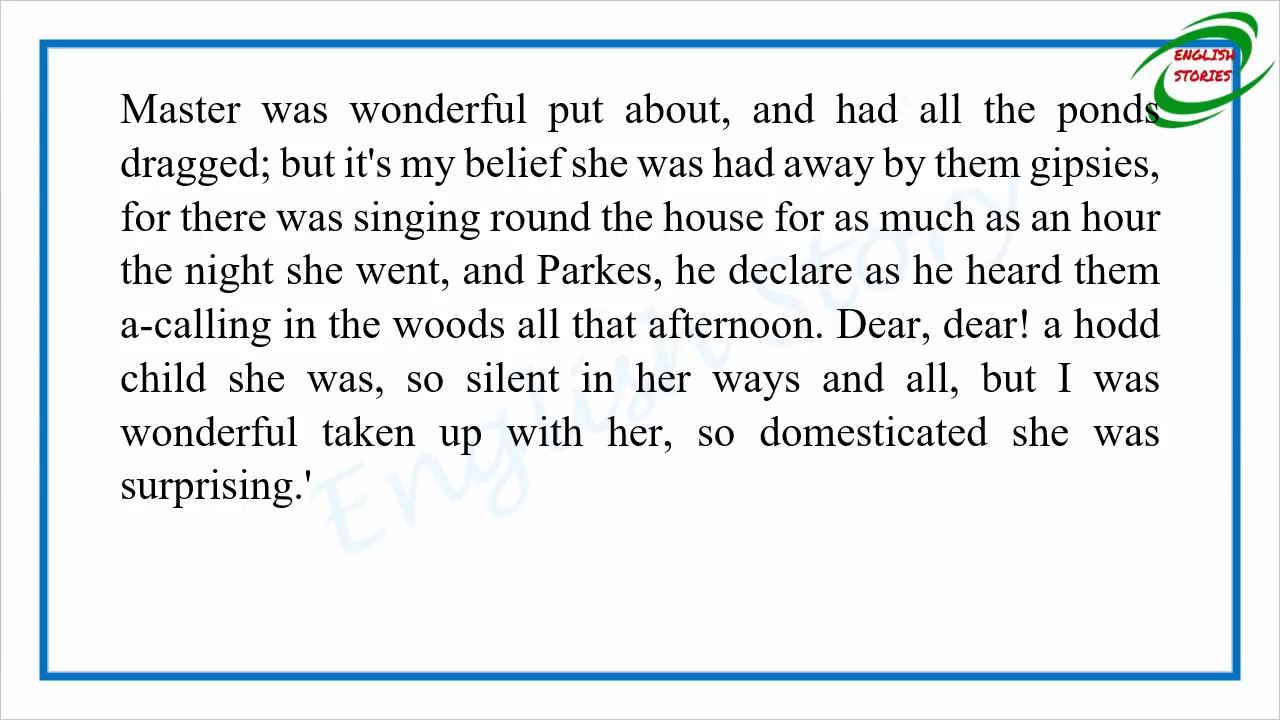 ENGLISH
STORIES
Master was wonderful put about, and had all the ponds
dragged; but it's my belief she was had away by them gipsies,
for there was singing round the house for as much as an hour
the night she went, and Parkes, he declare as he heard them
a-calling in the woods all that afternoon. Dear, dear! a hodd
child she was, so silent in her ways and all, but I was
wonderful taken up with her, so domesticated she was
surprising.'
English Story